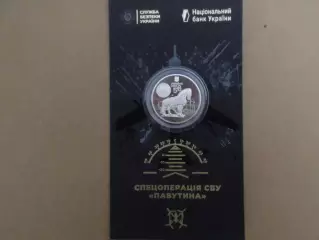 СЛУЖБА
БЕЗПЕКИ
УКРАЇНИ
Національний
банк України
СПЕЦОПЕРАЦІЯ СБУ
«ПАВУТИНА»